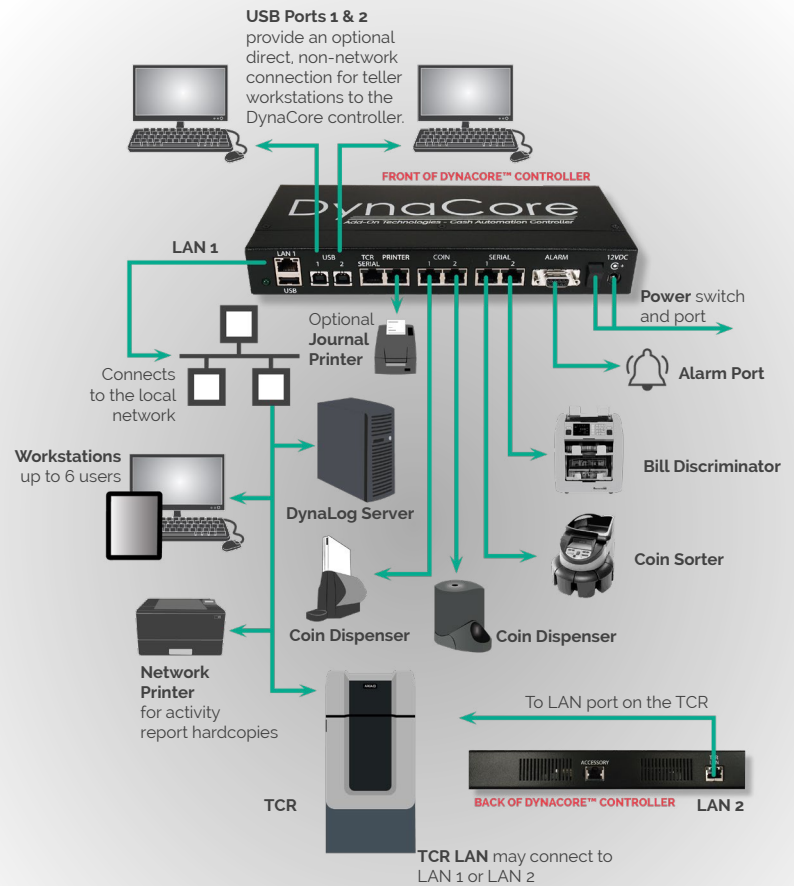 USB Ports 1 & 2
provide an optional
direct, non-network
connection for teller
workstations to the
DynaCore controller.
FRONT OF DYNACORE™ CONTROLLER
DynaCore
Add-On Technologies - Cash Automation Controller
LAN 1
LAN 1
USB
1 2
TCR
SERIAL
PRINTER
COIN
1 2
SERIAL
1 2
ALARM
12VDC
USB
Power switch
and port
Optional
Journal
Printer
Alarm Port
Connects
to the local
network
Workstations
up to 6 users
Bill Discriminator
DynaLog Server
Coin Sorter
Coin Dispenser
Coin Dispenser
Network
Printer
for activity
report hardcopies
To LAN port on the TCR
ACCESSORY
BACK OF DYNACORE™ CONTROLLER
LAN 2
TCR
TCR LAN may connect to
LAN 1 or LAN 2